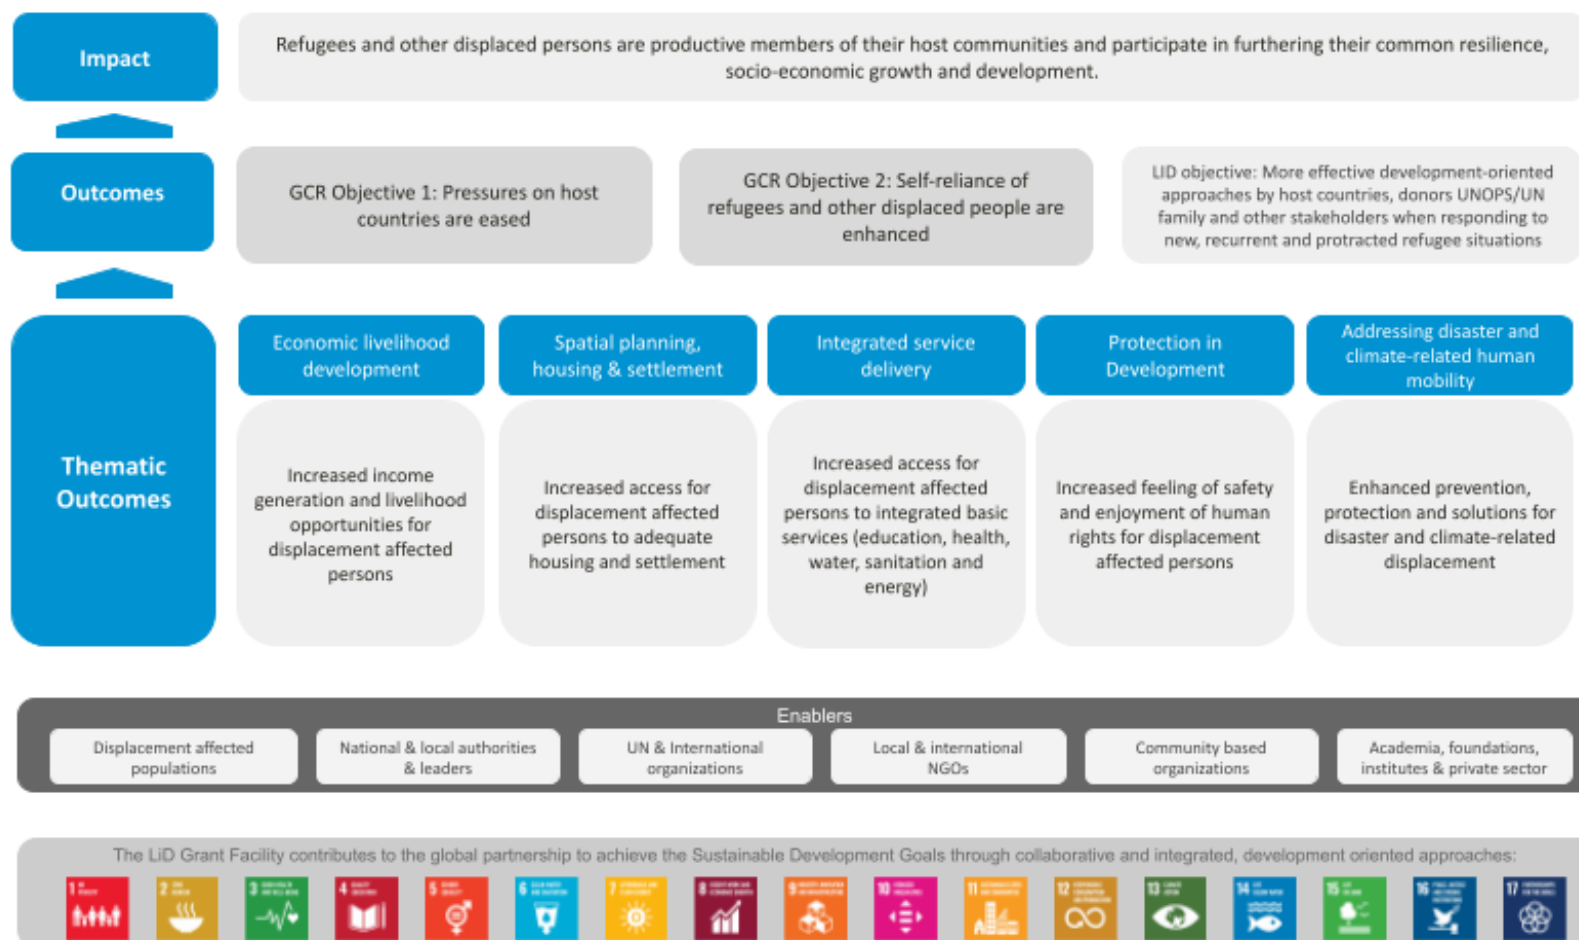 Impact
Refugees and other displaced persons are productive members of their host communities and participate in furthering their common resilience,
socio-economic growth and development.
Outcomes
GCR Objective 1: Pressures on host
countries are eased
GCR Objective 2: Self-reliance of
refugees and other displaced people are
enhanced
LID objective: More effective development-oriented
approaches by host countries, donors UNOPS/UN
family and other stakeholders when responding to
new, recurrent and protracted refugee situations
Thematic
Outcomes
Economic livelihood
development
Increased income
generation and livelihood
opportunities for
displacement affected
persons
Spatial planning,
housing & settlement
Increased access for
displacement affected
persons to adequate
housing and settlement
Integrated service
delivery
Increased access for
displacement affected
persons to integrated basic
services (education, health,
water, sanitation and
energy)
Protection in
Development
Increased feeling of safety
and enjoyment of human
rights for displacement
affected persons
Addressing disaster and
climate-related human
mobility
Enhanced prevention,
protection and solutions for
disaster and climate-related
displacement
Enablers
Displacement affected
populations
National & local authorities
& leaders
UN & International
organizations
Local & international
NGOs
Community based
organizations
Academia, foundations,
institutes & private sector
The LiD Grant Facility contributes to the global partnership to achieve the Sustainable Development Goals through collaborative and integrated, development oriented approaches:
1
2
3
4
5
6
7
8
9
10
11
12
13
14
15
16
17